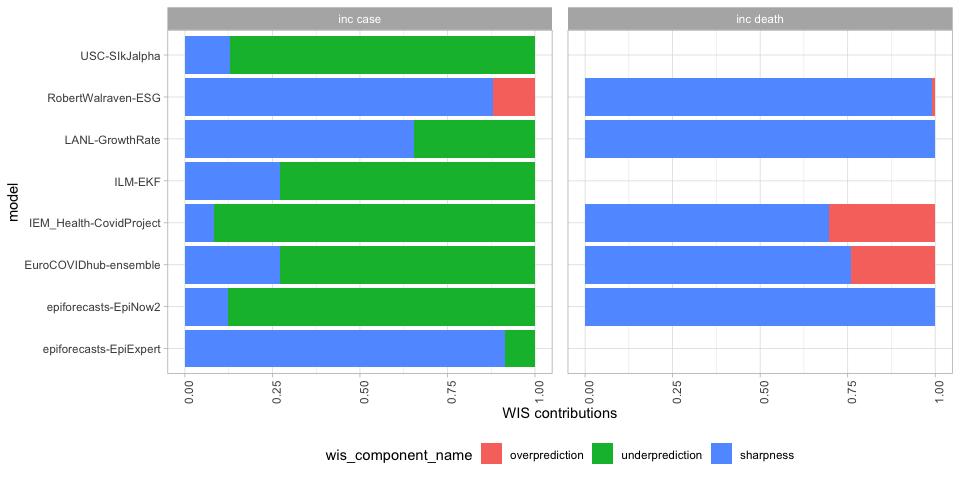 inc case
inc death
model
USC-SIkJalpha
RobertWalraven-ESG
LANL-GrowthRate
ILM-EKF
IEM_Health-CovidProject
EuroCOVIDhub-ensemble
epiforecasts-EpiNow2
epiforecasts-EpiExpert
0.00 0.25 0.50 0.75 1.00
0.00 0.25 0.50 0.75 1.00
WIS contributions
wis_component_name overprediction underprediction sharpness